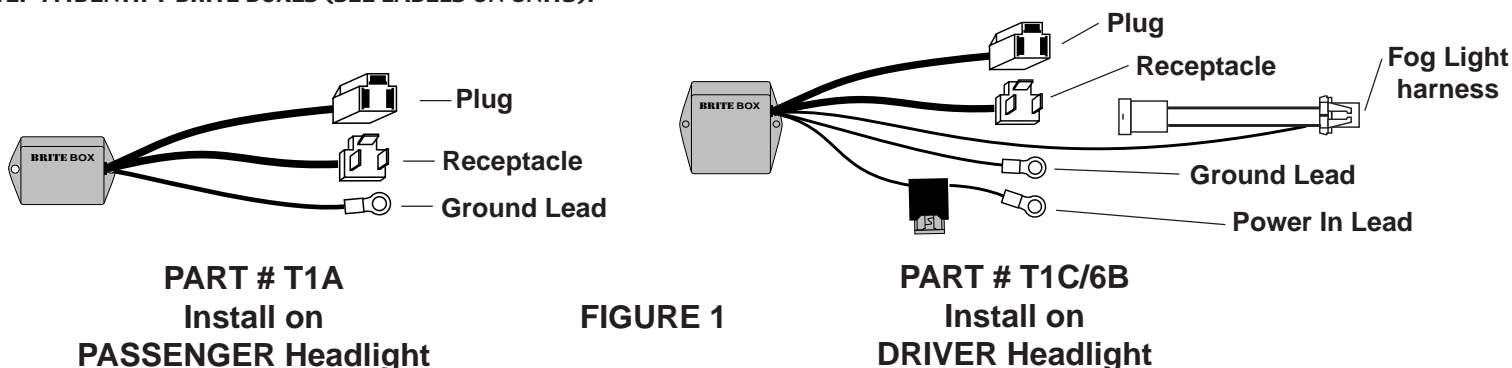 BRITE BOX
Plug
Receptacle
Ground Lead
PART # T1A
Install on
PASSENGER Headlight
FIGURE 1
BRITE BOX
Plug
Receptacle
Fog Light
harness
Ground Lead
Power In Lead
PART # T1C/6B
Install on
DRIVER Headlight